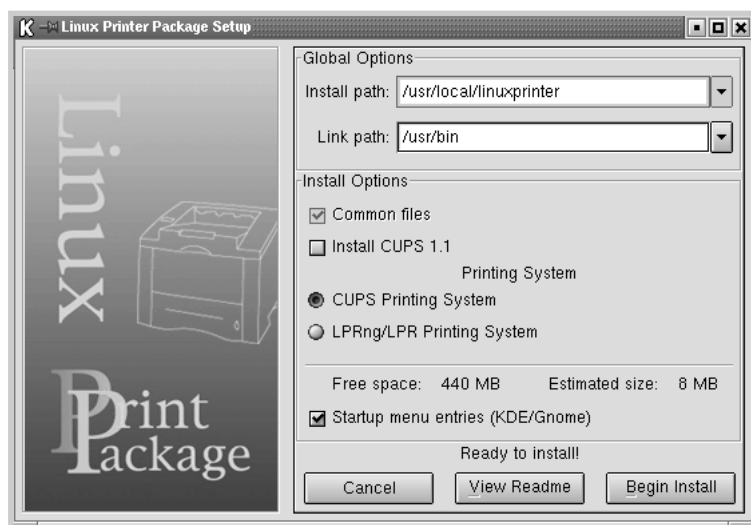 Linux Printer Package Setup
Linux
Print
Package
Global Options
Install path: /usr/local/linuxprinter
Link path: /usr/bin
Install Options
Common files
Install CUPS 1.1
Printing System
CUPS Printing System
LPRng/LPR Printing System
Free space: 440 MB Estimated size: 8 MB
Startup menu entries (KDE/Gnome)
Ready to install!
Cancel View Readme Begin Install